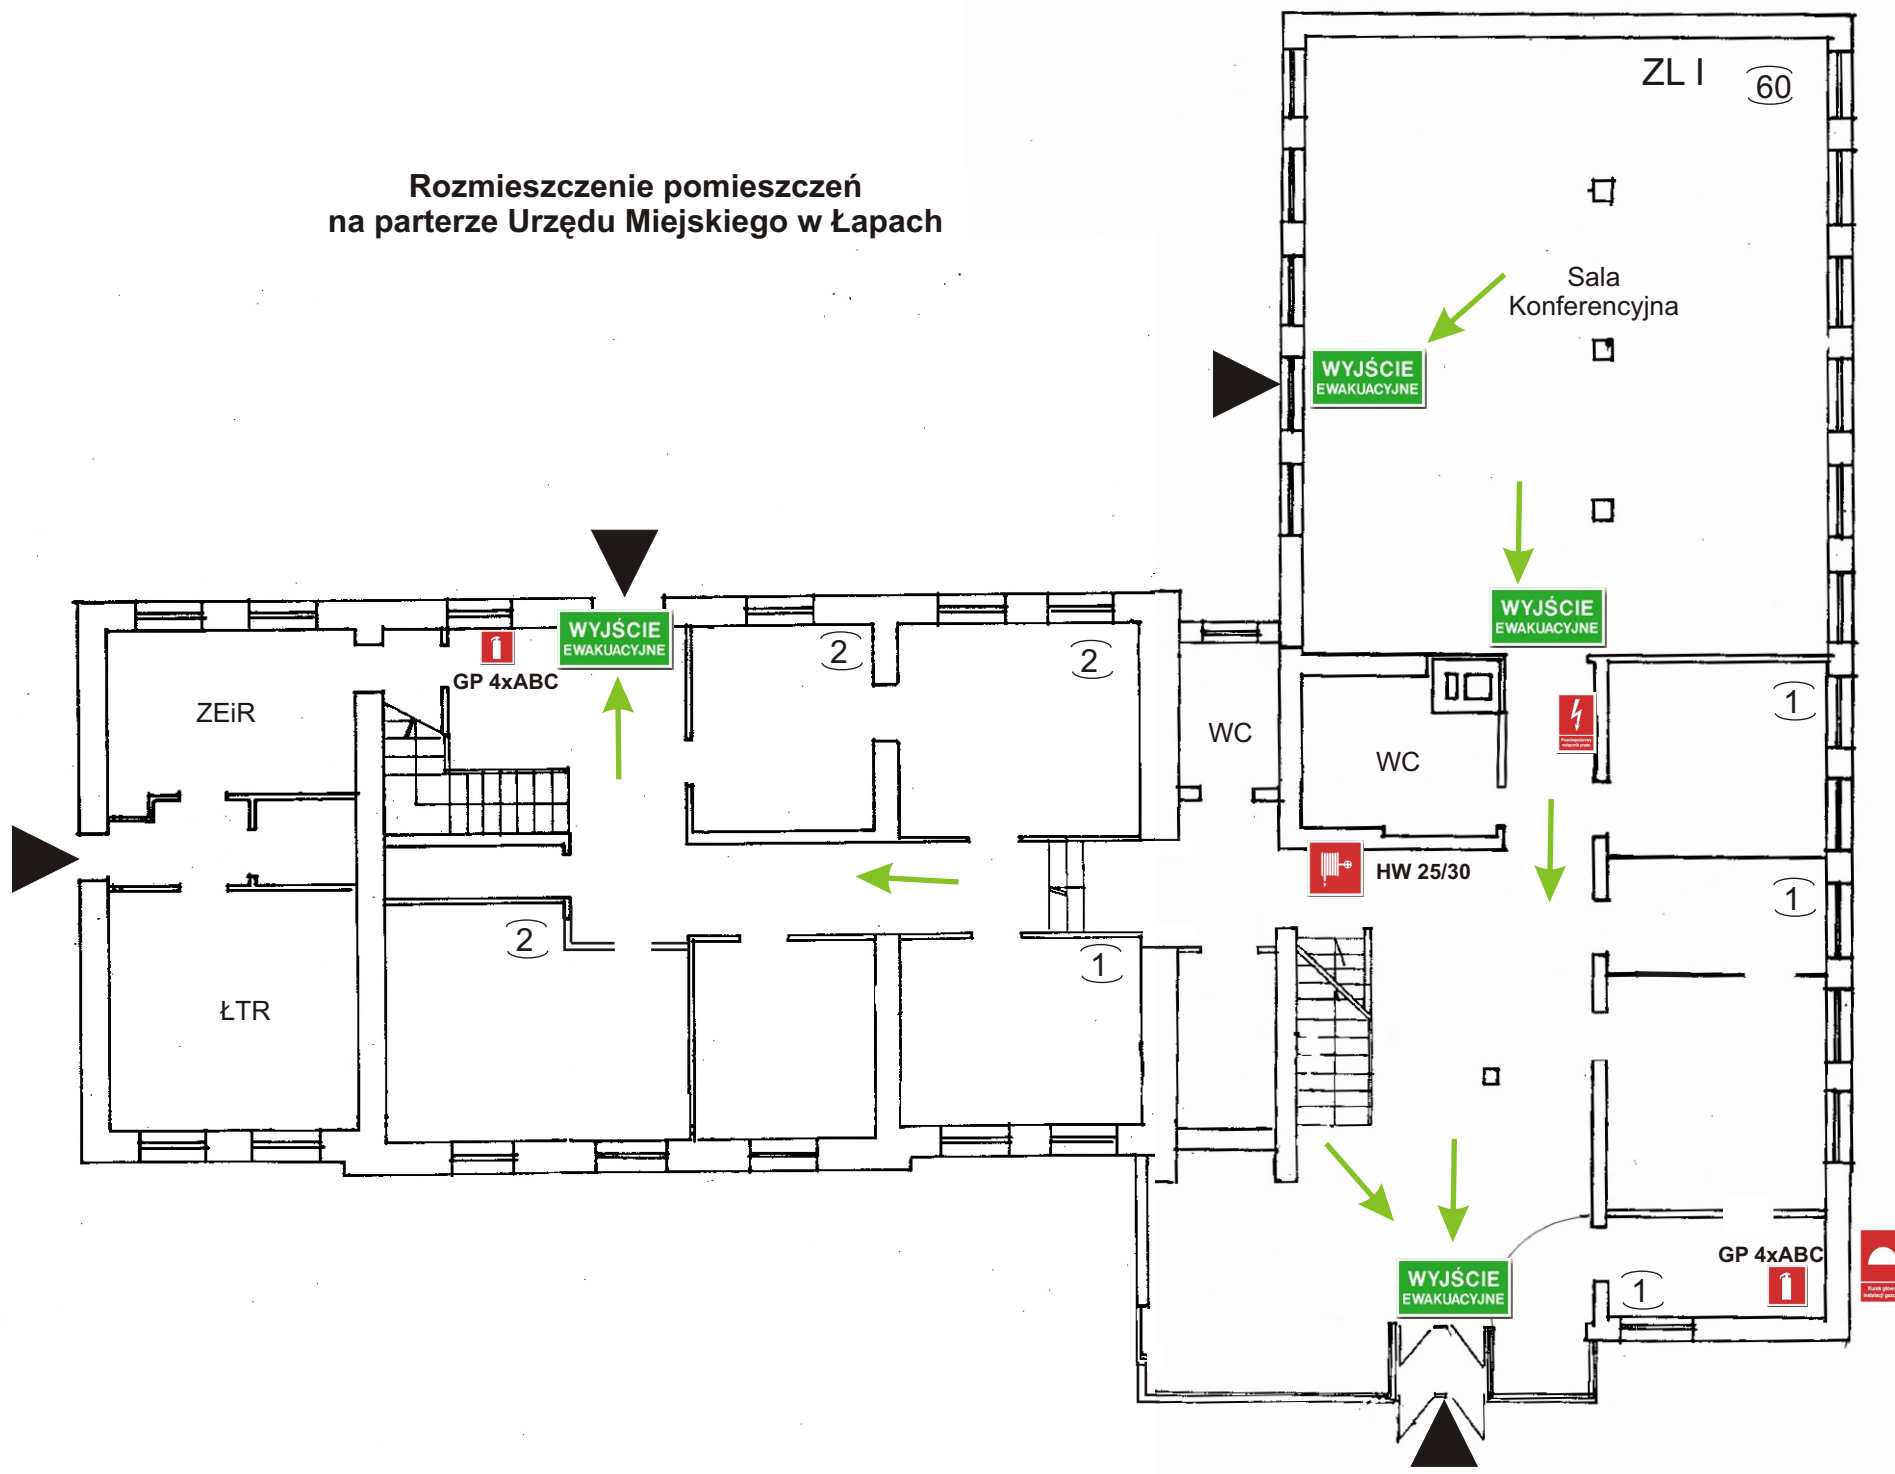 ZL I
60
Rozmieszczenie pomieszczeń
na parterze Urzędu Miejskiego w Łapach
Sala
Konferencyjna
WYJŚCIE
EWAKUACYJNE
WYJŚCIE
EWAKUACYJNE
WYJŚCIE
EWAKUACYJNE
GP 4xABC
2
2
1
ZEiR
WC
WC
HW 25/30
1
2
1
ŁTR
GP 4xABC
WYJŚCIE
EWAKUACYJNE
1